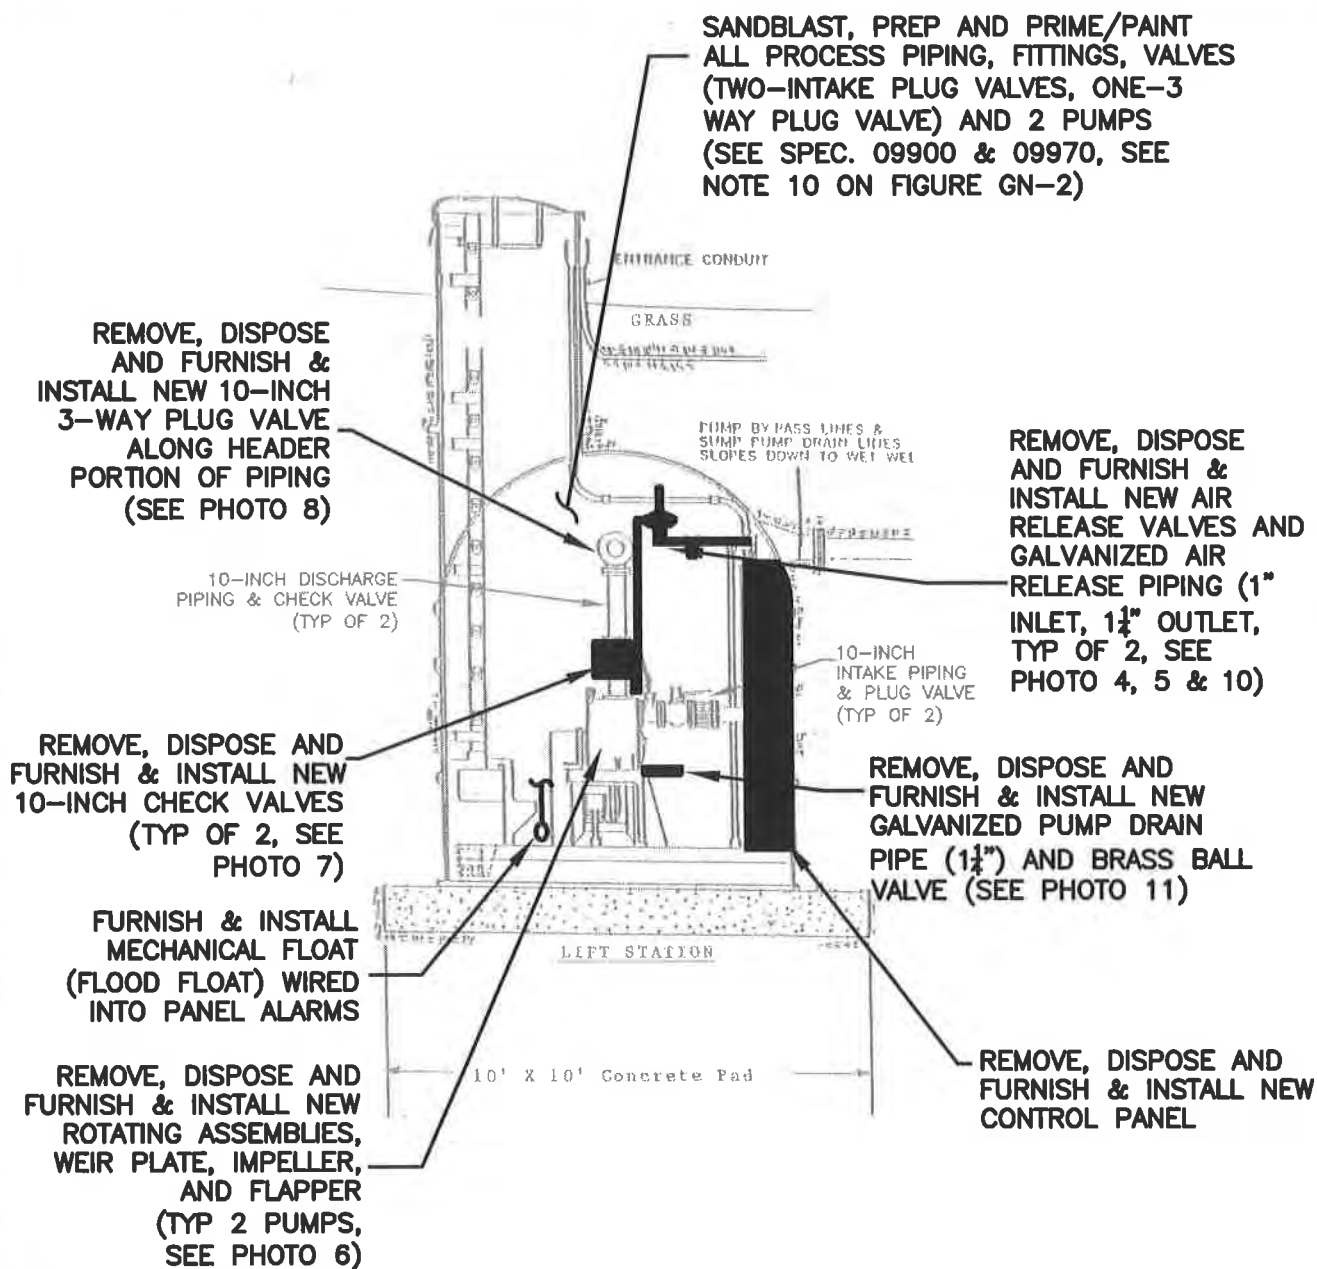 SANDBLAST, PREP AND PRIME/PAINT
ALL PROCESS PIPING, FITTINGS, VALVES
(TWO-INTAKE PLUG VALVES, ONE-3
WAY PLUG VALVE) AND 2 PUMPS
(SEE SPEC. 09900 & 09970, SEE
NOTE 10 ON FIGURE GN-2)
ENTRANCE CONDUIT
GRASS
REMOVE, DISPOSE
AND FURNISH &
INSTALL NEW 10-INCH
3-WAY PLUG VALVE
ALONG HEADER
PORTION OF PIPING
(SEE PHOTO 8)
PUMP BY PASS LINES &
SUMP PUMP DRAIN LINES
SLOPES DOWN TO WET WEL
REMOVE, DISPOSE
AND FURNISH &
INSTALL NEW AIR
RELEASE VALVES AND
GALVANIZED AIR
RELEASE PIPING (1"
INLET, 1¼" OUTLET,
TYP OF 2, SEE
PHOTO 4, 5 & 10)
10-INCH DISCHARGE
PIPING & CHECK VALVE
(TYP OF 2)
10-INCH
INTAKE PIPING
& PLUG VALVE
(TYP OF 2)
REMOVE, DISPOSE AND
FURNISH & INSTALL NEW
10-INCH CHECK VALVES
(TYP OF 2, SEE
PHOTO 7)
REMOVE, DISPOSE AND
FURNISH & INSTALL NEW
GALVANIZED PUMP DRAIN
PIPE (1¼") AND BRASS BALL
VALVE (SEE PHOTO 11)
FURNISH & INSTALL
MECHANICAL FLOAT
(FLOOD FLOAT) WIRED
INTO PANEL ALARMS
LIFT STATION
10' X 10' Concrete Pad
REMOVE, DISPOSE AND
FURNISH & INSTALL NEW
ROTATING ASSEMBLIES,
WEIR PLATE, IMPELLER,
AND FLAPPER
(TYP 2 PUMPS,
SEE PHOTO 6)
REMOVE, DISPOSE AND
FURNISH & INSTALL NEW
CONTROL PANEL